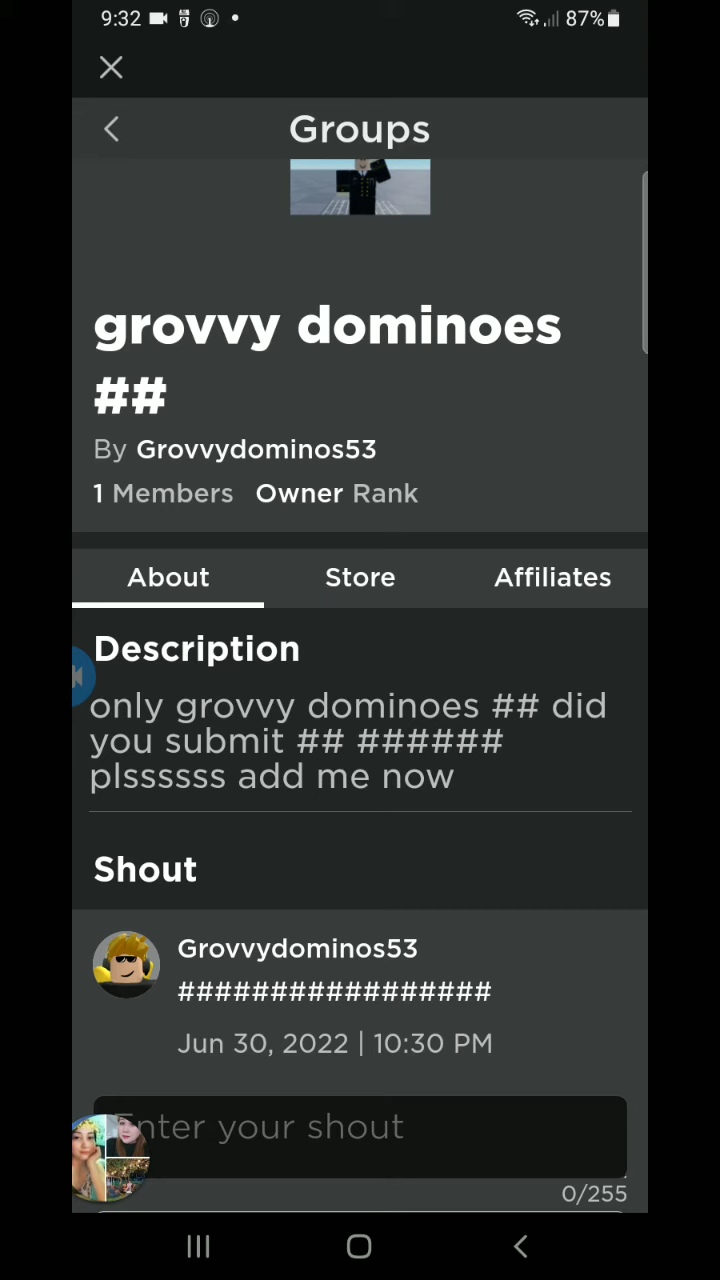 9:32
87%
Groups
grovvy dominoes
##
By Grovvydominos53
1 Members Owner Rank
About Store Affiliates
Description
only grovvy dominoes ## did
you submit ## ######
plsssssss add me now
Shout
Grovvydominos53
#################
Jun 30, 2022 | 10:30 PM
Enter your shout
0/255